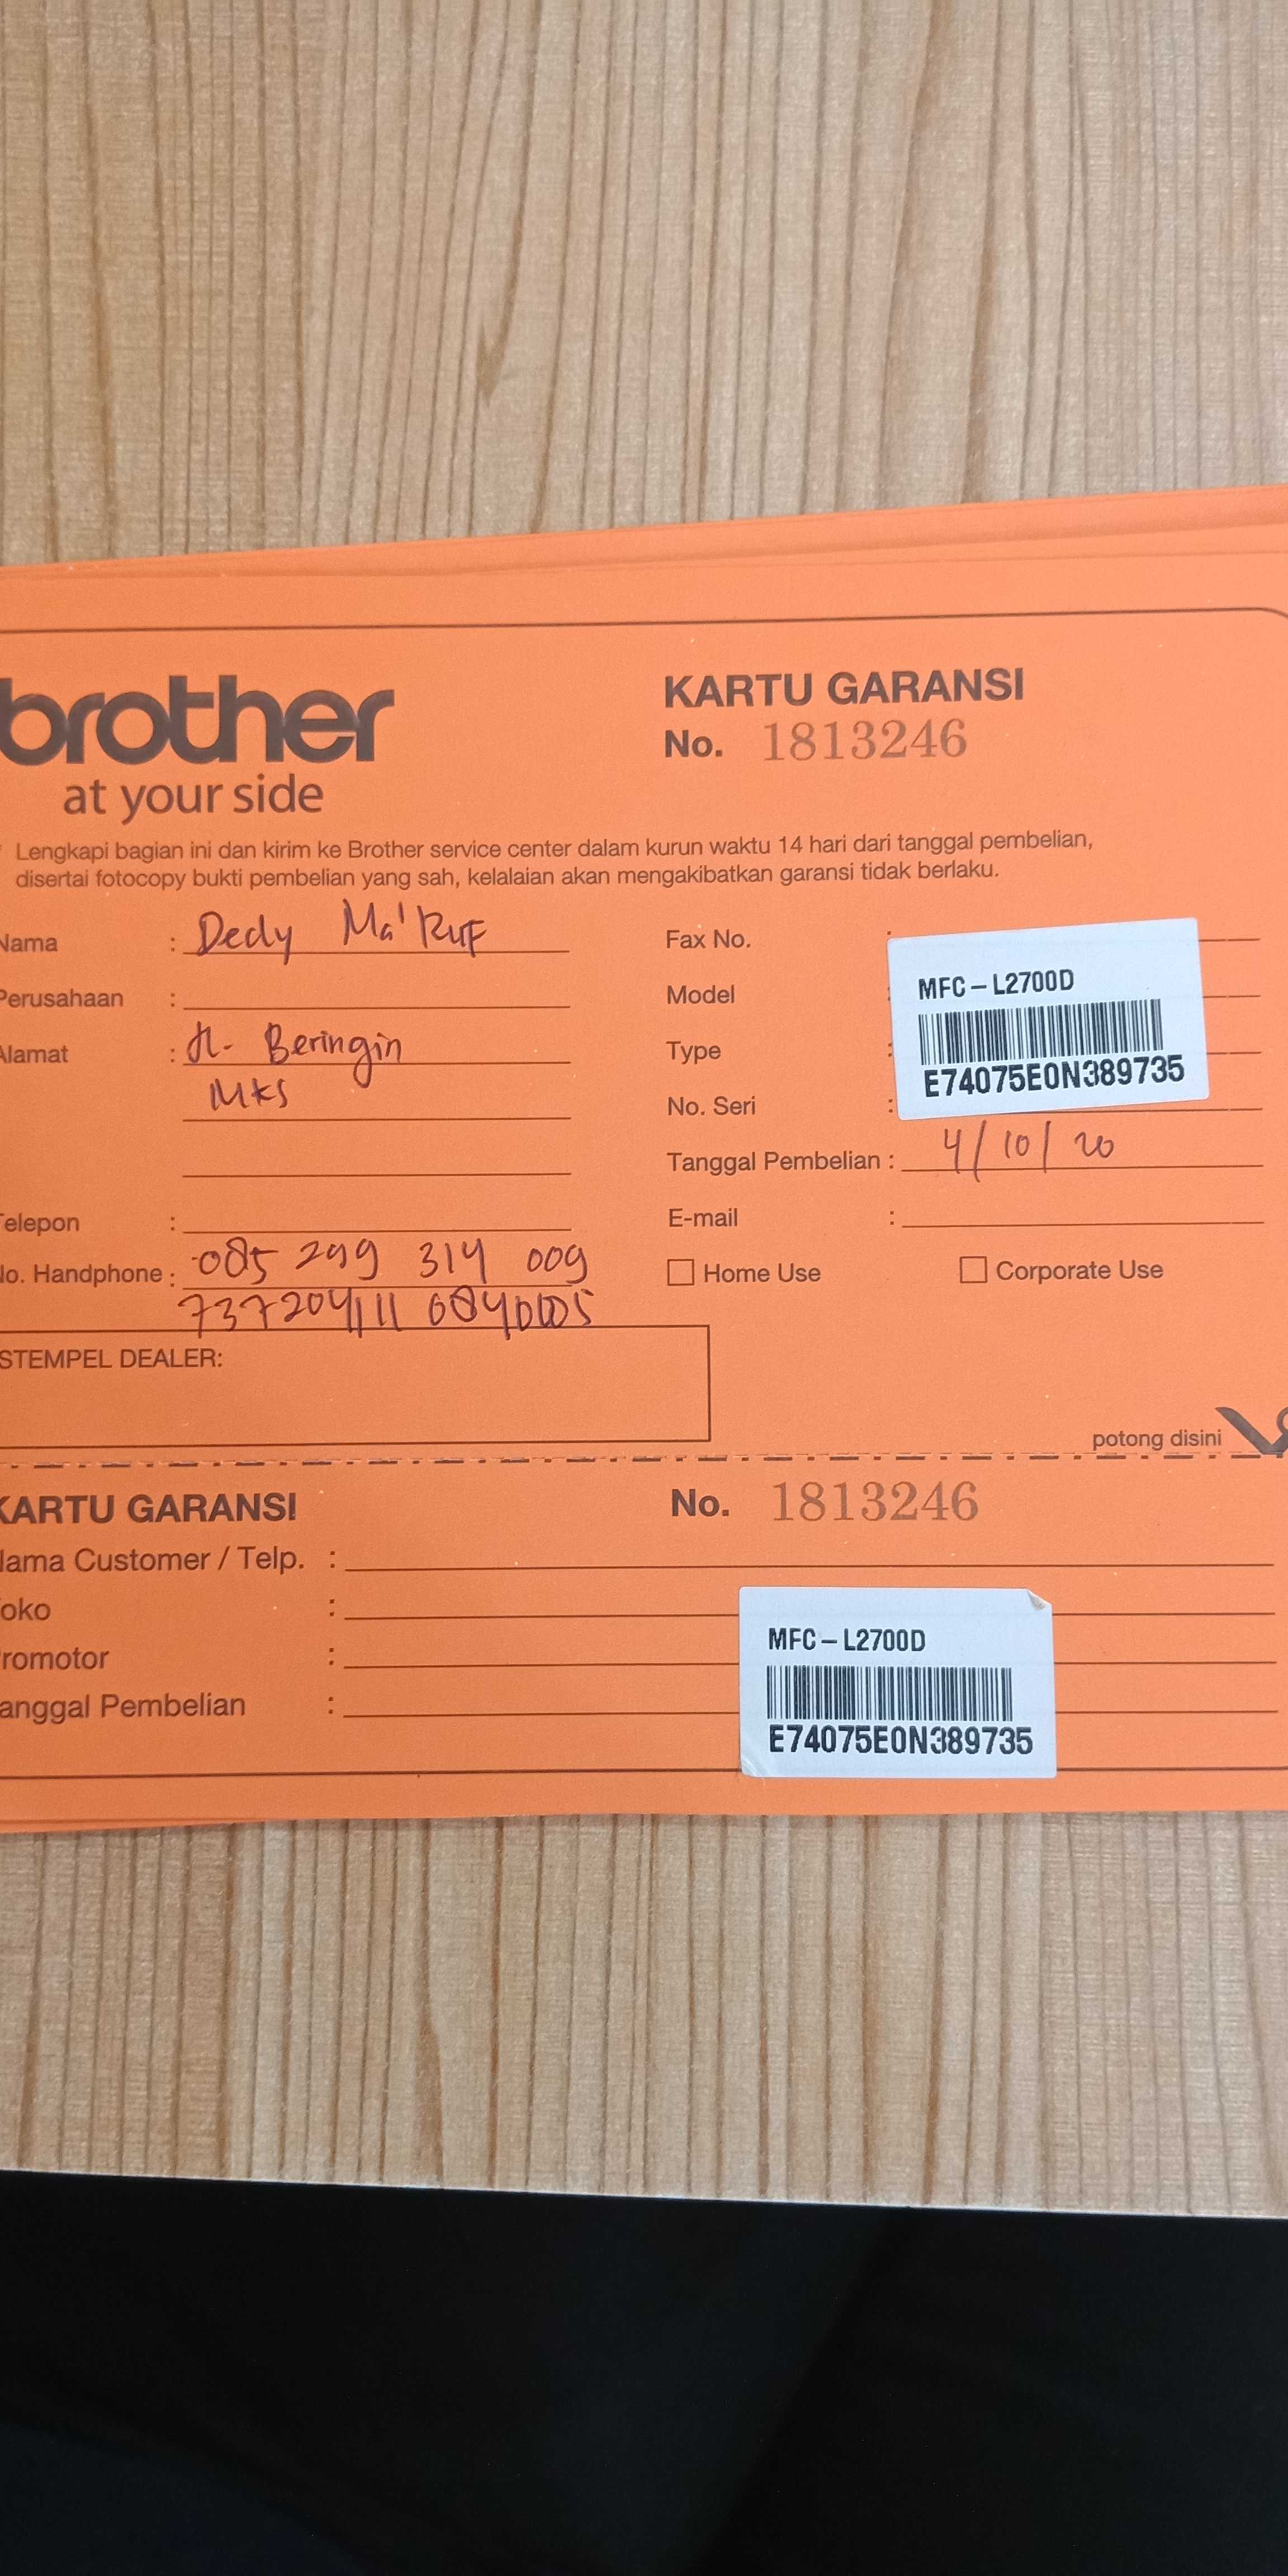 brother
at your side
KARTU GARANSI
No. 1813246
Lengkapi bagian ini dan kirim ke Brother service center dalam kurun waktu 14 hari dari tanggal pembelian,
disertai fotocopy bukti pembelian yang sah, kelalaian akan mengakibatkan garansi tidak berlaku.
Nama : Dedy Ma'Ruf
Perusahaan :
Alamat : Jl. Beringin
Mks
Telepon :
No. Handphone : 085 299 314 009
STEMPEL DEALER:
Fax No. :
Model :
Type :
No. Seri :
MFC-L2700D
E74075E0N389735
Tanggal Pembelian : 4/10/20
E-mail :
Home Use
Corporate Use
potong disini
KARTU GARANSI
No. 1813246
Nama Customer / Telp. :
Toko :
Promotor :
Tanggal Pembelian :
MFC-L2700D
E74075E0N389735